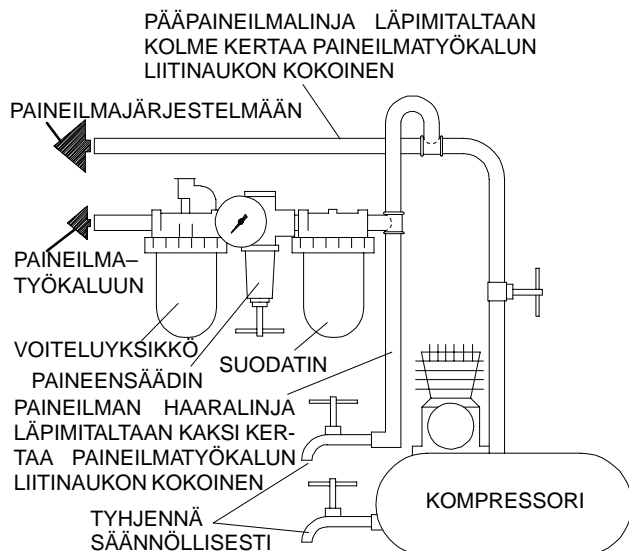 PÄÄPAINEILMALINJA LÄPIMITALTAAN
KOLME KERTAA PAINEILMATYÖKALUN
LIITINAUKON KOKOINEN
PAINEILMAJÄRJESTELMÄÄN
PAINEILMA–
TYÖKALUUN
VOITELUYKSIKKÖ
SUODATIN
PAINEENSÄÄDIN
PAINEILMAN HAARALINJA
LÄPIMITALTAAN KAKSI KER-
TAA PAINEILMATYÖKALUN
LIITINAUKON KOKOINEN
KOMPRESSORI
TYHJENNÄ
SÄÄNNÖLLISESTI